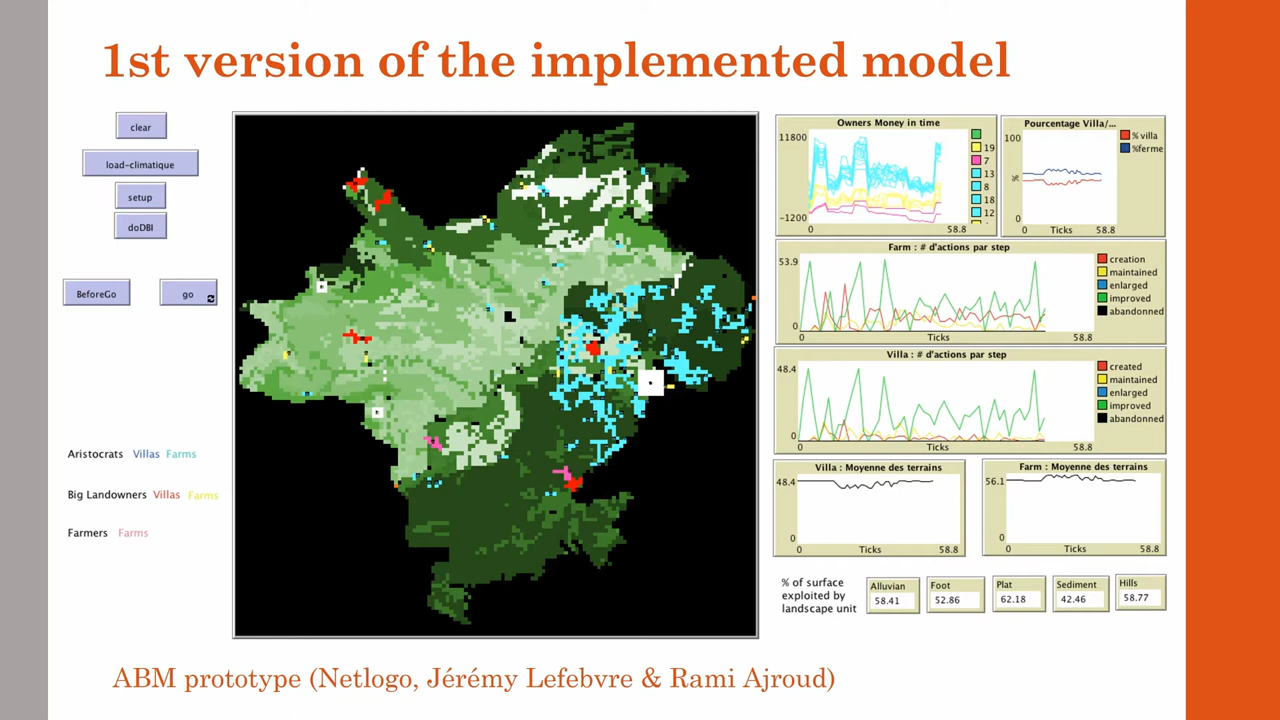 1st version of the implemented model
clear
load-climatique
setup
doDBI
BeforeGo
go
Aristocrats Villas Farms
Big Landowners Villas Farms
Farmers Farms
Owners Money in time
11800
-1200
0
58.8
19
7
13
8
18
12
Pourcentage Villa/...
100
%
0
0
Ticks
58.8
% villa
%ferme
Farm : # d'actions par step
53.9
0
0
Ticks
58.8
creation
maintained
enlarged
improved
abandonned
Villa : # d'actions par step
48.4
0
0
Ticks
58.8
created
maintained
enlarged
improved
abandonned
Villa : Moyenne des terrains
48.4
0
0
Ticks
58.8
Farm : Moyenne des terrains
56.1
0
0
Ticks
58.8
% of surface
exploited by
landscape unit
Alluvian
58.41
Foot
52.86
Plat
62.18
Sediment
42.46
Hills
58.77
ABM prototype (Netlogo, Jérémy Lefebvre & Rami Ajroud)